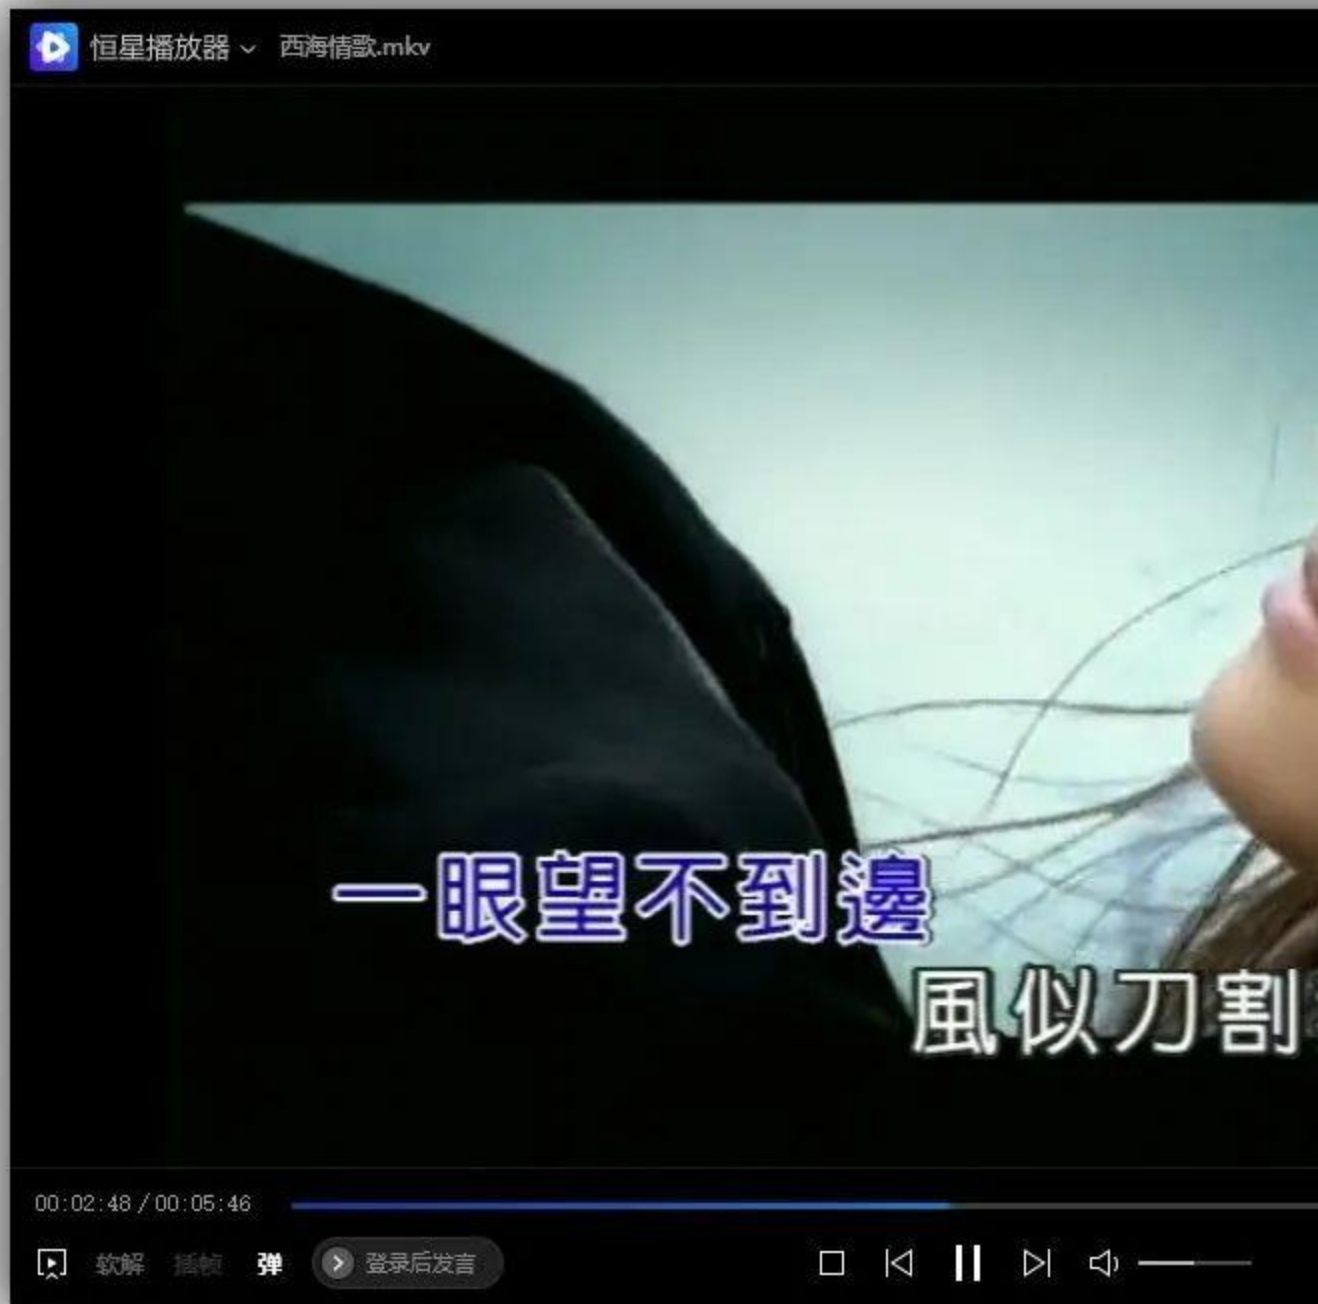 恒星播放器 西海情歌.mkv
一眼望不到邊
風似刀割
00:02:48 / 00:05:46
软解 插帧 弹 登录后发言